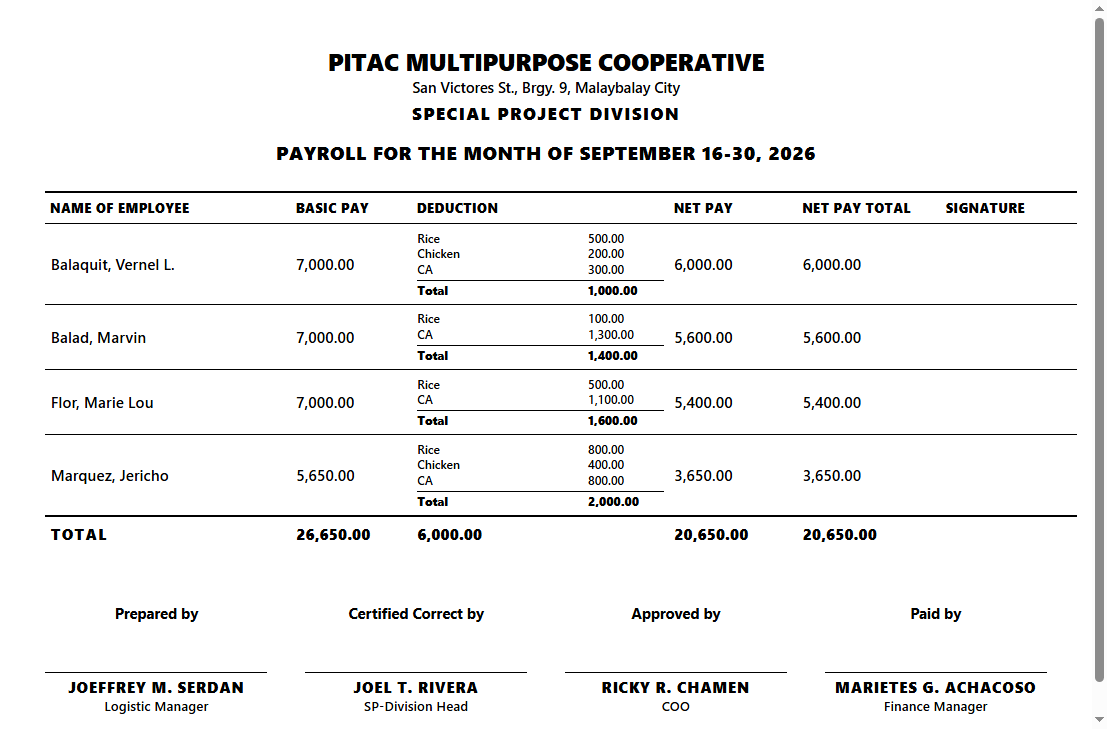 PITAC MULTIPURPOSE COOPERATIVE
San Victores St., Brgy. 9, Malaybalay City
SPECIAL PROJECT DIVISION
PAYROLL FOR THE MONTH OF SEPTEMBER 16-30, 2026
NAME OF EMPLOYEE BASIC PAY DEDUCTION NET PAY NET PAY TOTAL SIGNATURE
Rice 500.00
Chicken 200.00
Balaquit, Vernel L. 7,000.00 6,000.00 6,000.00
CA 300.00
Total 1,000.00
Rice 100.00
CA 1,300.00
Balad, Marvin 7,000.00 5,600.00 5,600.00
Total 1,400.00
Rice 500.00
CA 1,100.00
Flor, Marie Lou 7,000.00 5,400.00 5,400.00
Total 1,600.00
Rice 800.00
Chicken 400.00
Marquez, Jericho 5,650.00 3,650.00 3,650.00
CA 800.00
Total 2,000.00
TOTAL 26,650.00 6,000.00 20,650.00 20,650.00
Prepared by Certified Correct by Approved by Paid by
JOEFFREY M. SERDAN JOEL T. RIVERA RICKY R. CHAMEN MARIETES G. ACHACOSO
Logistic Manager SP-Division Head COO Finance Manager